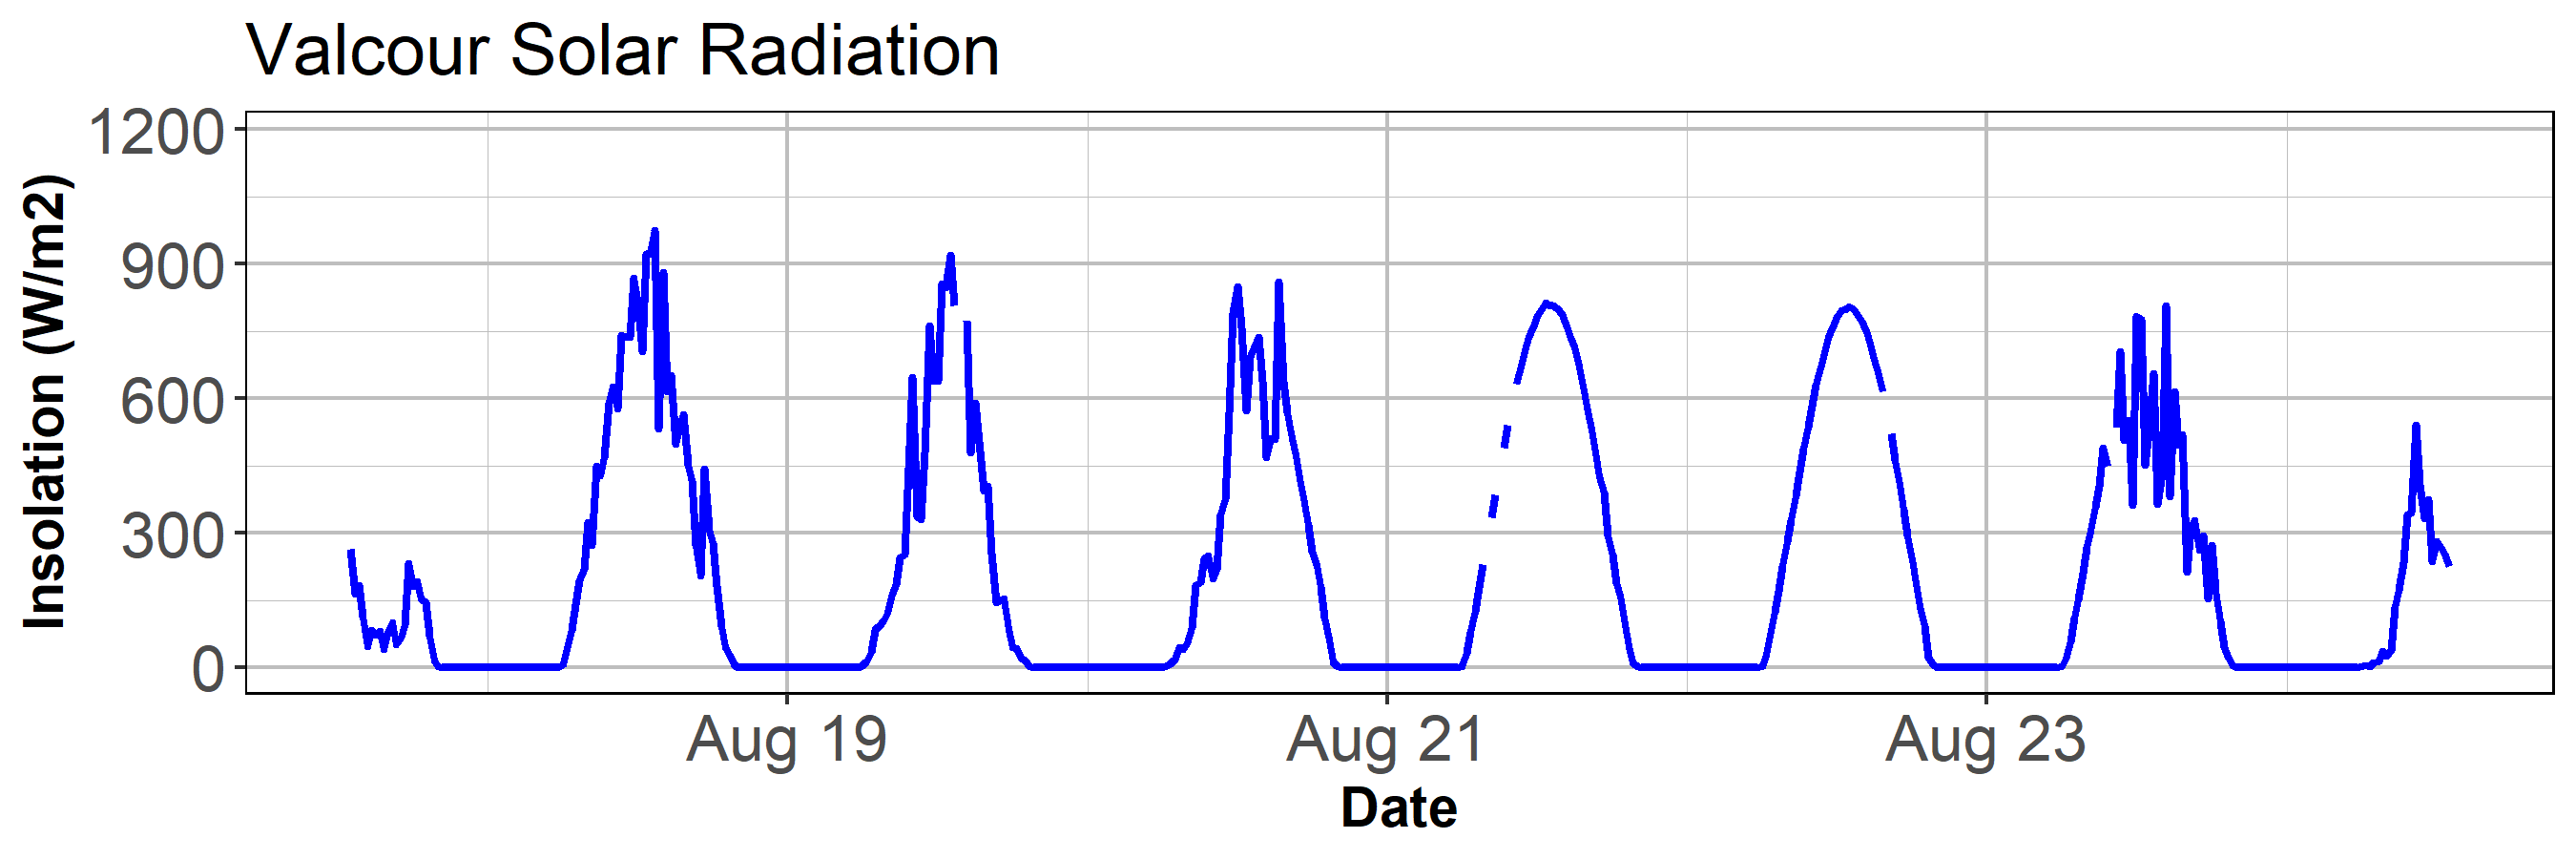 Valcour Solar Radiation
1200
900
600
300
0
Insolation (W/m2)
Aug 19
Aug 21
Aug 23
Date